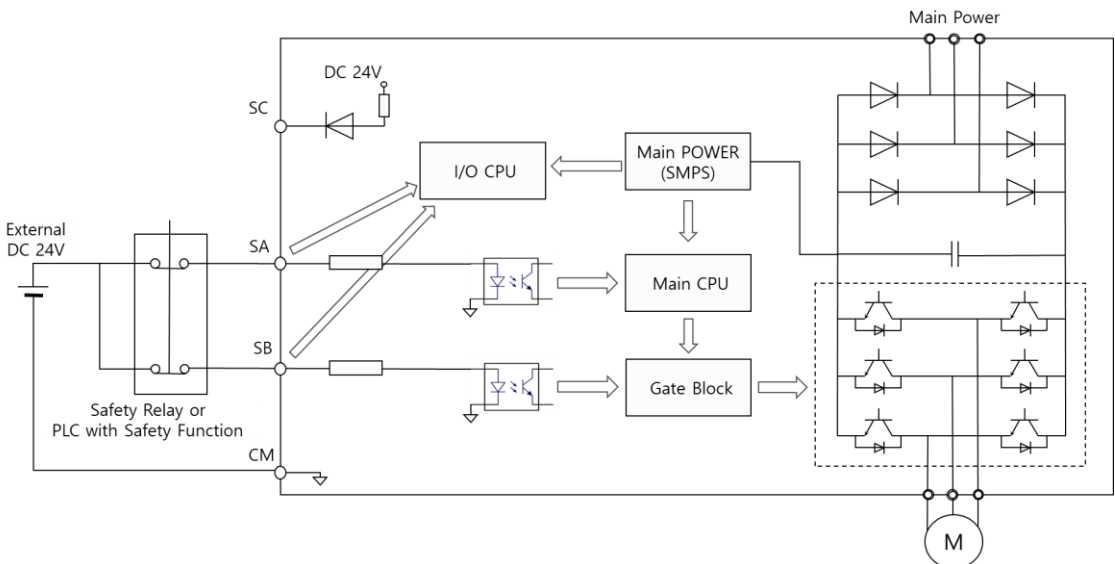 Main Power
DC 24V
SC
I/O CPU
Main POWER
(SMPS)
External
DC 24V
SA
Main CPU
SB
Gate Block
Safety Relay or
PLC with Safety Function
CM
M